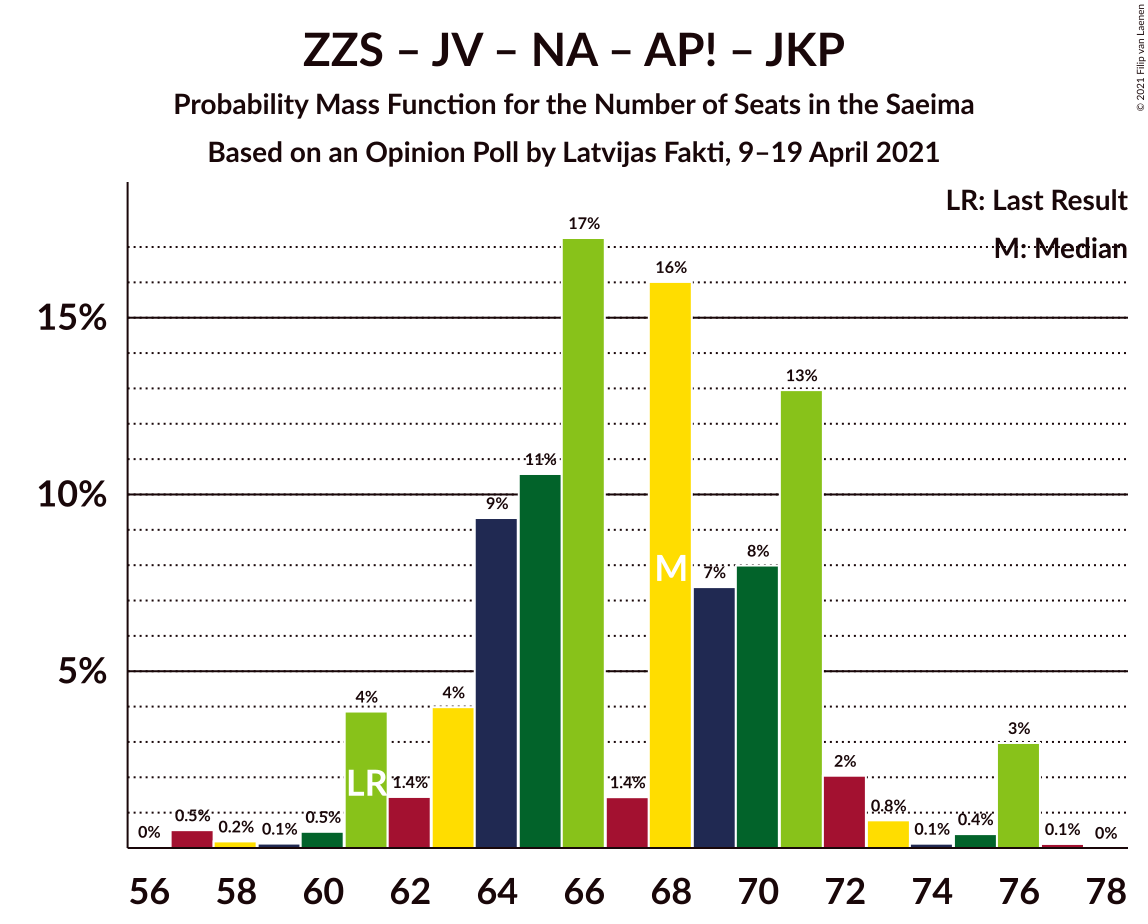 ZZS – JV – NA – AP! – JKP
Probability Mass Function for the Number of Seats in the Saeima
Based on an Opinion Poll by Latvijas Fakti, 9–19 April 2021
© 2021 Filip van Laenen
LR: Last Result
M: Median
15%
10%
5%
0%
0.5%
0.2%
0.1%
0.5%
4%
1.4%
4%
9%
11%
17%
1.4%
16%
7%
8%
13%
2%
0.8%
0.1%
0.4%
3%
0.1%
0%
LR
M
56 58 60 62 64 66 68 70 72 74 76 78